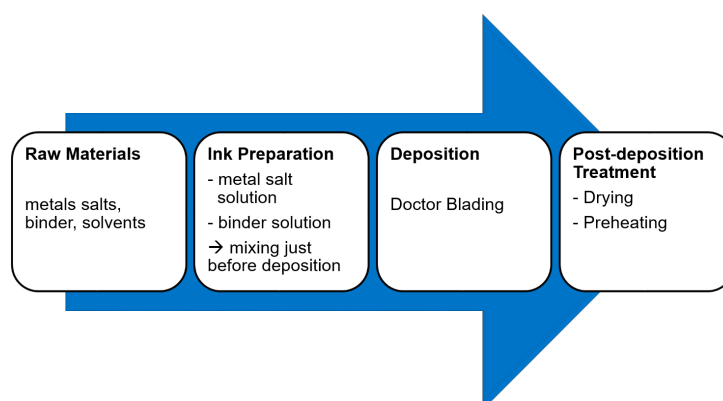 Raw Materials
metals salts,
binder, solvents
Ink Preparation
- metal salt
solution
- binder solution
→ mixing just
before deposition
Deposition
Doctor Blading
Post-deposition
Treatment
- Drying
- Preheating